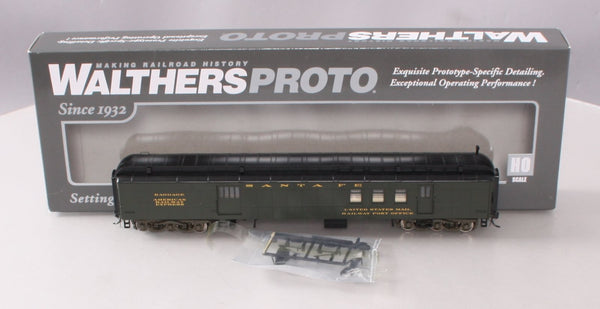 WALTHERS
MAKING RAILROAD HISTORY
WALTHERSPROTO
Since 1932
Exquisite Prototype-Specific Detailing.
Exceptional Operating Performance!
HO
SCALE
Setting
SANTA FE
BAGGAGE
AMERICAN
RAILWAY
EXPRESS
UNITED STATES MAIL
RAILWAY POST OFFICE